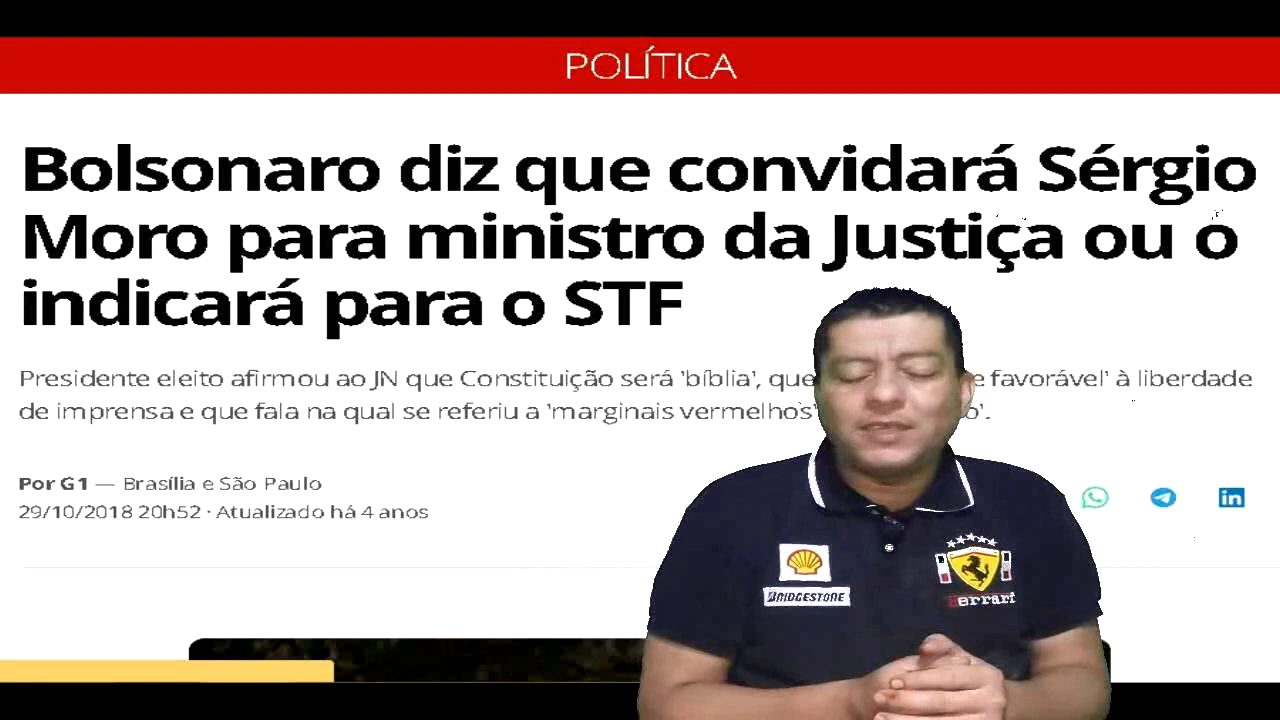 POLÍTICA
Bolsonaro diz que convidará Sérgio
Moro para ministro da Justiça ou o
indicará para o STF
Presidente eleito afirmou ao JN que Constituição será 'bíblia', que e favorável' à liberdade
de imprensa e que fala na qual se referiu a 'marginais vermelhos' o'.
Por G1 — Brasília e São Paulo
29/10/2018 20h52 · Atualizado há 4 anos
BRIDGESTONE
Ferrari